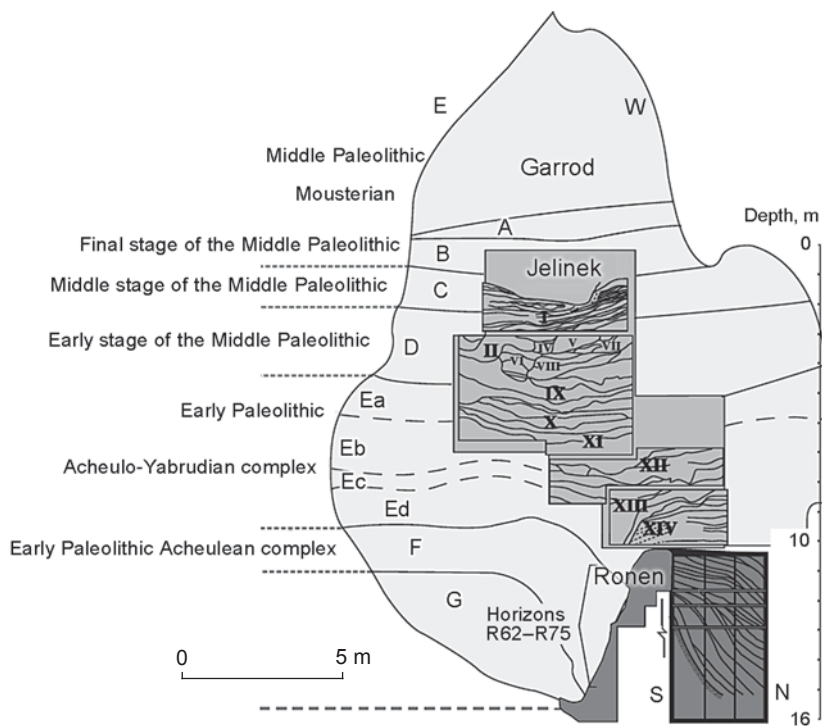 E
W
Middle Paleolithic
Garrod
Mousterian
Depth, m
A
0
Final stage of the Middle Paleolithic
B
Jelinek
Middle stage of the Middle Paleolithic
C
I
Early stage of the Middle Paleolithic
D
II
IV
V
VII
VI
VIII
Ea
IX
Early Paleolithic
X
Eb
XI
Acheulo-Yabrudian complex
XII
Ec
Ed
XIII
XIV
Early Paleolithic Acheulean complex
F
10
Ronen
G
Horizons
R62–R75
0
5 m
S
N
16